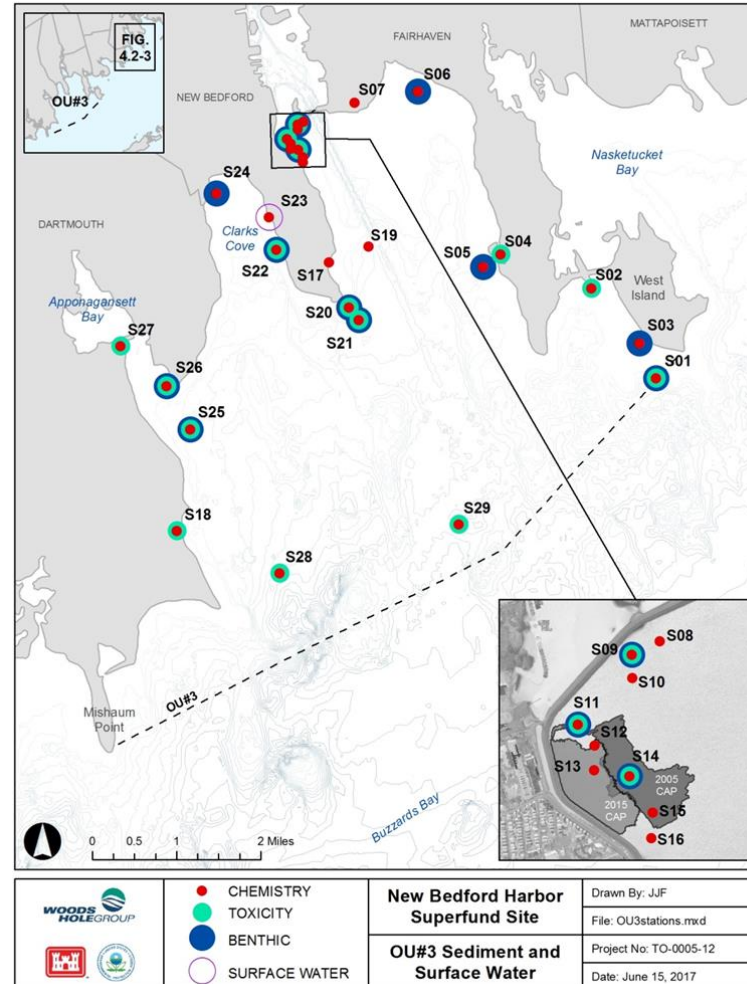 FIG.
4.2-3
OU#3
FAIRHAVEN
MATTAPOISETT
NEW BEDFORD
S07
S06
Nasketucket
Bay
S24
DARTMOUTH
Clarks
Cove
S23
S19
S22
S17
S05
S04
S02
West
Island
Apponagansett
Bay
S20
S21
S03
S27
S01
S26
S25
S18
S29
S28
OU#3
Mishaum
Point
Buzzards Bay
0 0.5 1 2 Miles
S08
S09
S10
S11
S12
S13
S14
2005
CAP
2015
CAP
S15
S16
WOODS
HOLE GROUP
CHEMISTRY
TOXICITY
BENTHIC
SURFACE WATER
New Bedford Harbor
Superfund Site
OU#3 Sediment and
Surface Water
Drawn By: JJF
File: OU3stations.mxd
Project No: TO-0005-12
Date: June 15, 2017